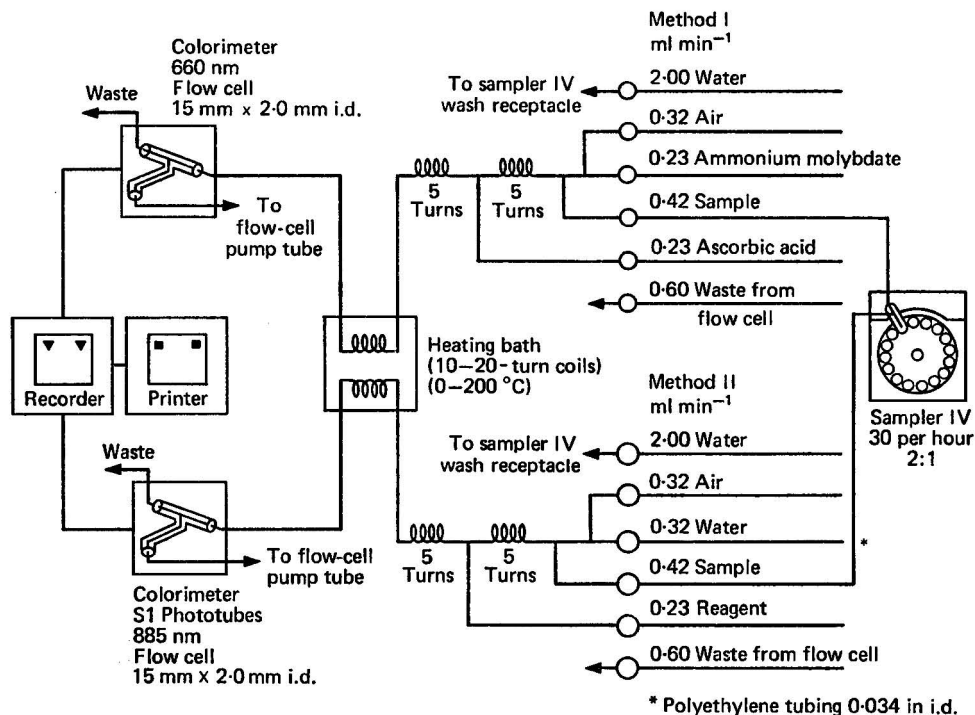 Colorimeter
660 nm
Flow cell
15 mm x 2·0 mm i.d.
Waste
To
flow-cell
pump tube
Method I
ml min⁻¹
To sampler IV
wash receptacle
2·00 Water
0·32 Air
0·23 Ammonium molybdate
0·42 Sample
0·23 Ascorbic acid
0·60 Waste from
flow cell
5
Turns
5
Turns
Recorder
Printer
Heating bath
(10–20-turn coils)
(0–200 °C)
Sampler IV
30 per hour
2:1
Method II
ml min⁻¹
To sampler IV
wash receptacle
2·00 Water
0·32 Air
0·32 Water
0·42 Sample
0·23 Reagent
0·60 Waste from flow cell
*
5
Turns
5
Turns
Waste
To flow-cell
pump tube
Colorimeter
S1 Phototubes
885 nm
Flow cell
15 mm x 2·0 mm i.d.
* Polyethylene tubing 0·034 in i.d.